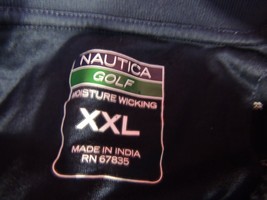 NAUTICA
GOLF
MOISTURE WICKING
XXL
MADE IN INDIA
RN 67835